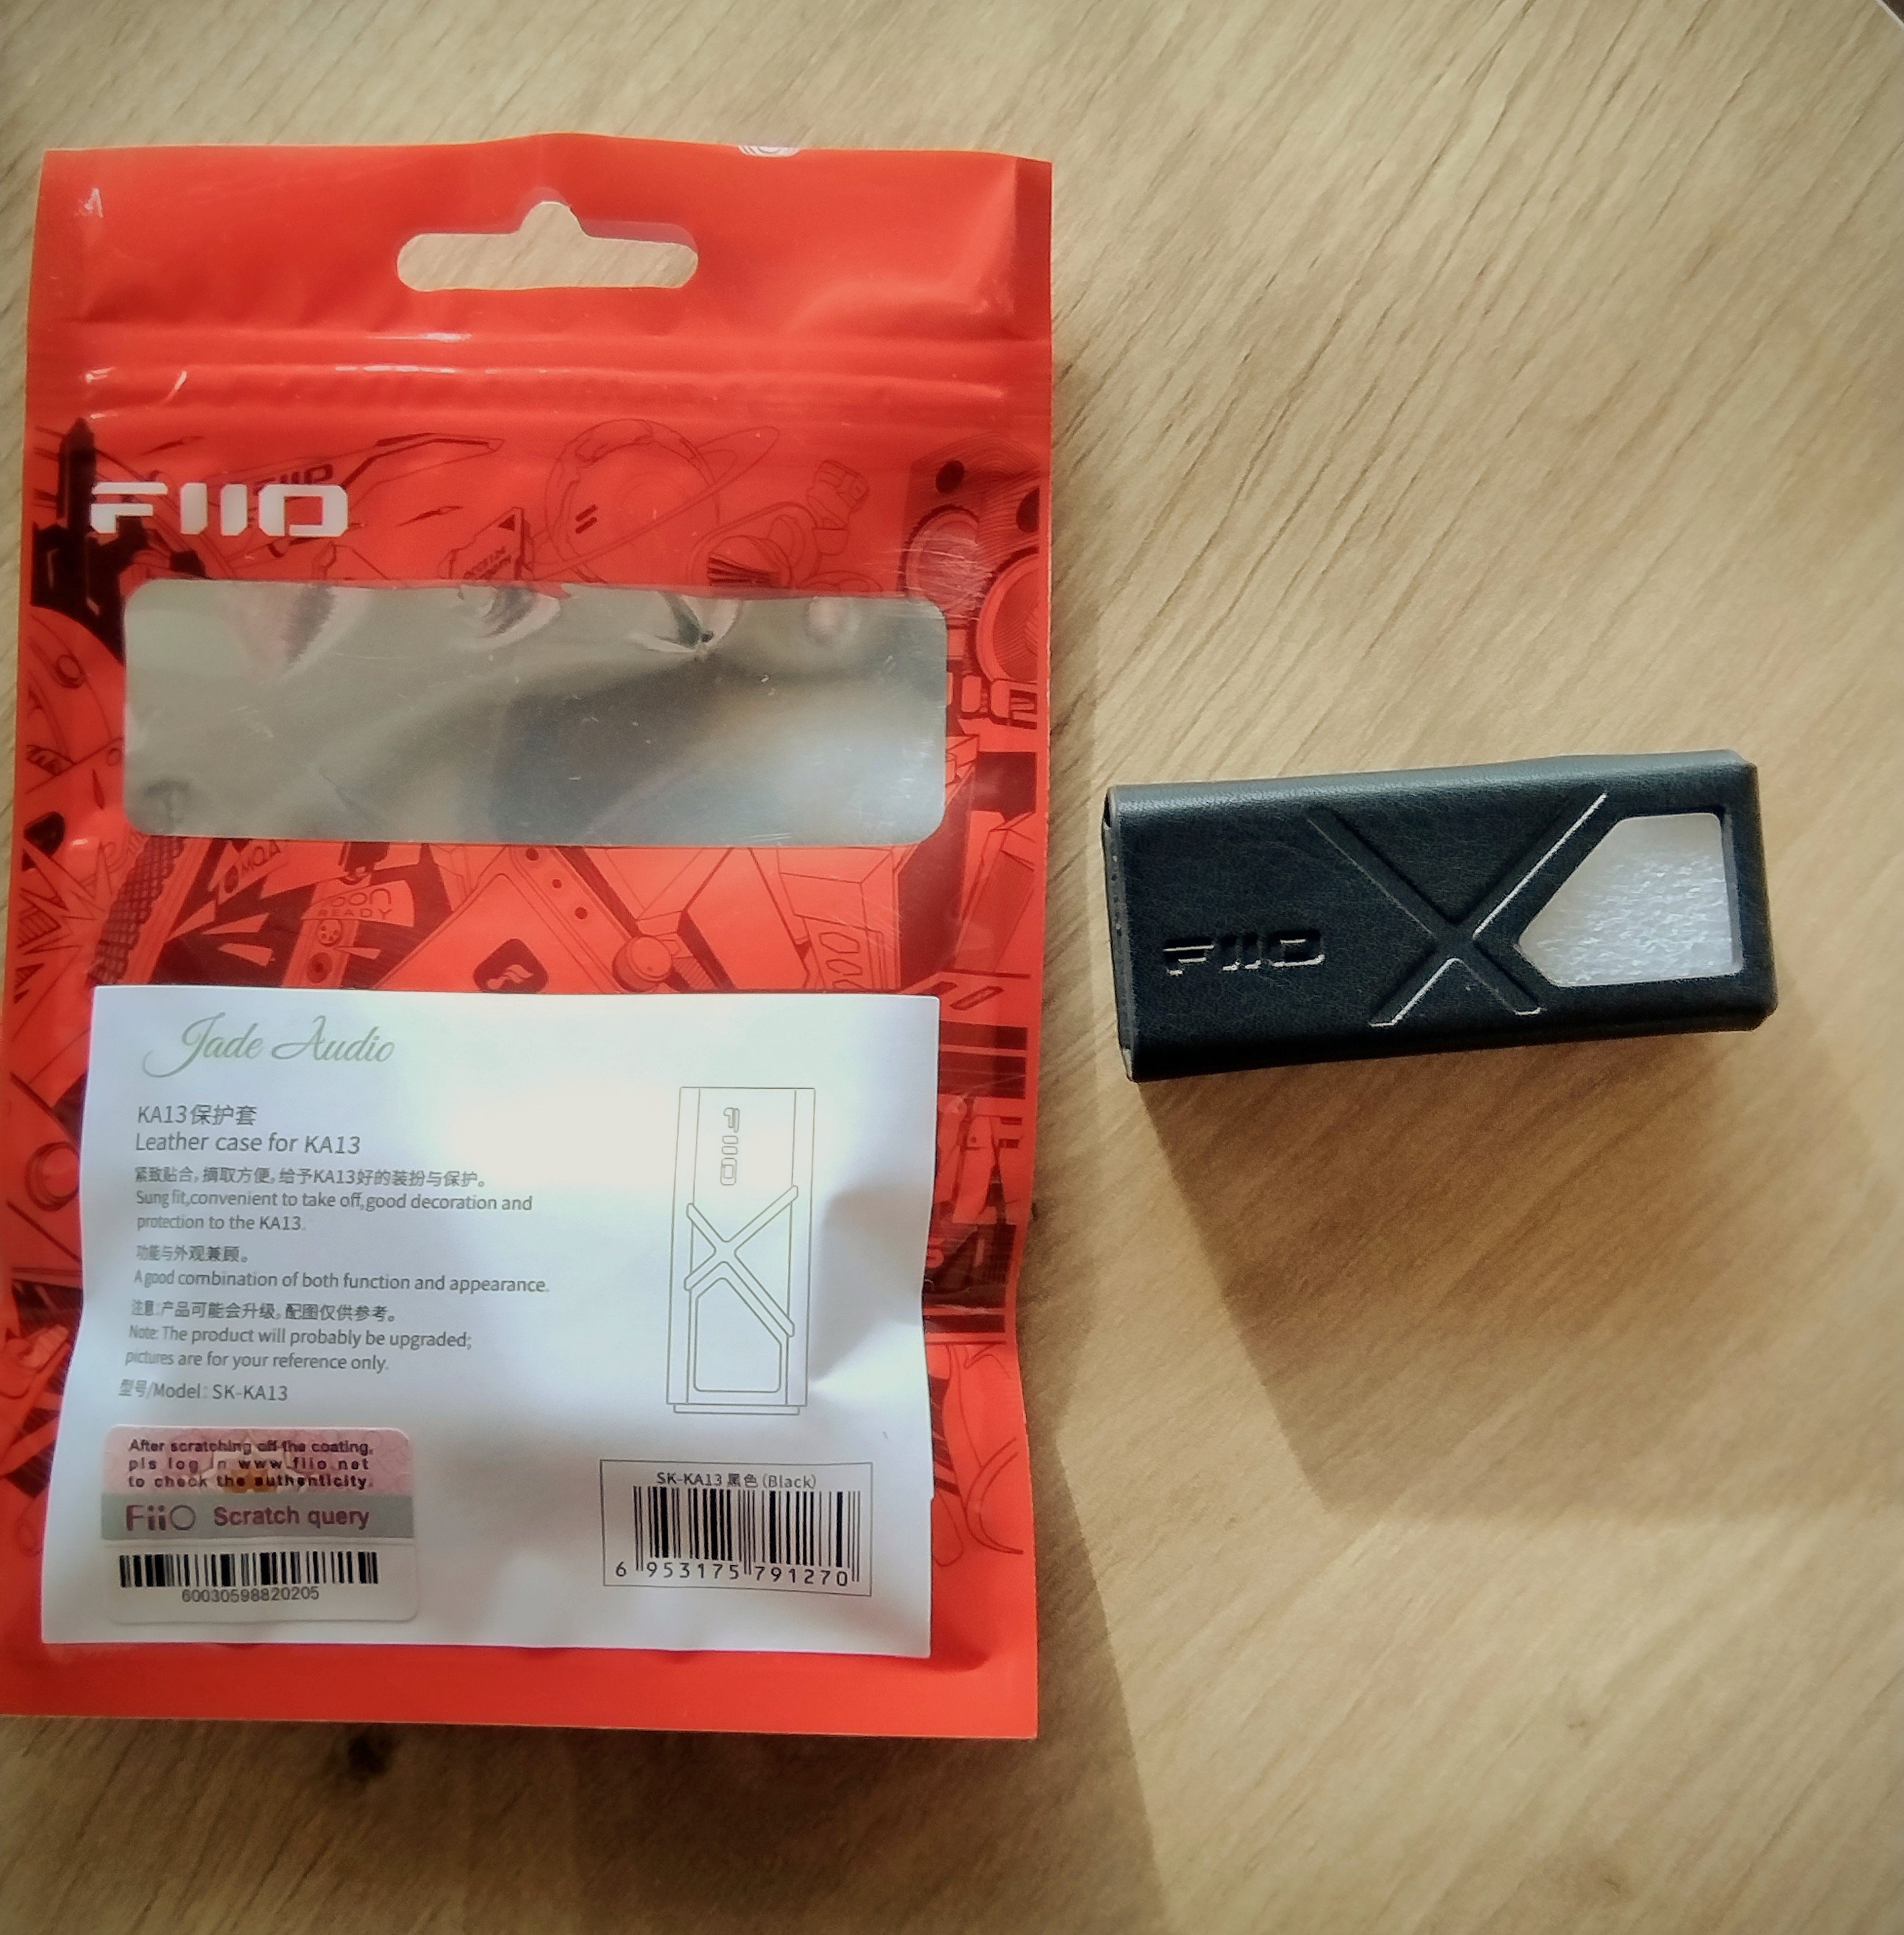 FIIO
FIIO
MQA
roon
READY
Jade Audio
KA13保护套
Leather case for KA13
紧致贴合,摘取方便,给予KA13好的装扮与保护。
Sung fit,convenient to take off,good decoration and
protection to the KA13.
功能与外观兼顾。
A good combination of both function and appearance.
注意:产品可能会升级,配图仅供参考。
Note: The product will probably be upgraded;
pictures are for your reference only.
型号/Model: SK-KA13
FIIO
After scratching off the coating,
pls log in www.fiio.net
to check the authenticity.
FiiO Scratch query
60030598820205
SK-KA13 黑色 (Black)
6 953175 791270
FIIO